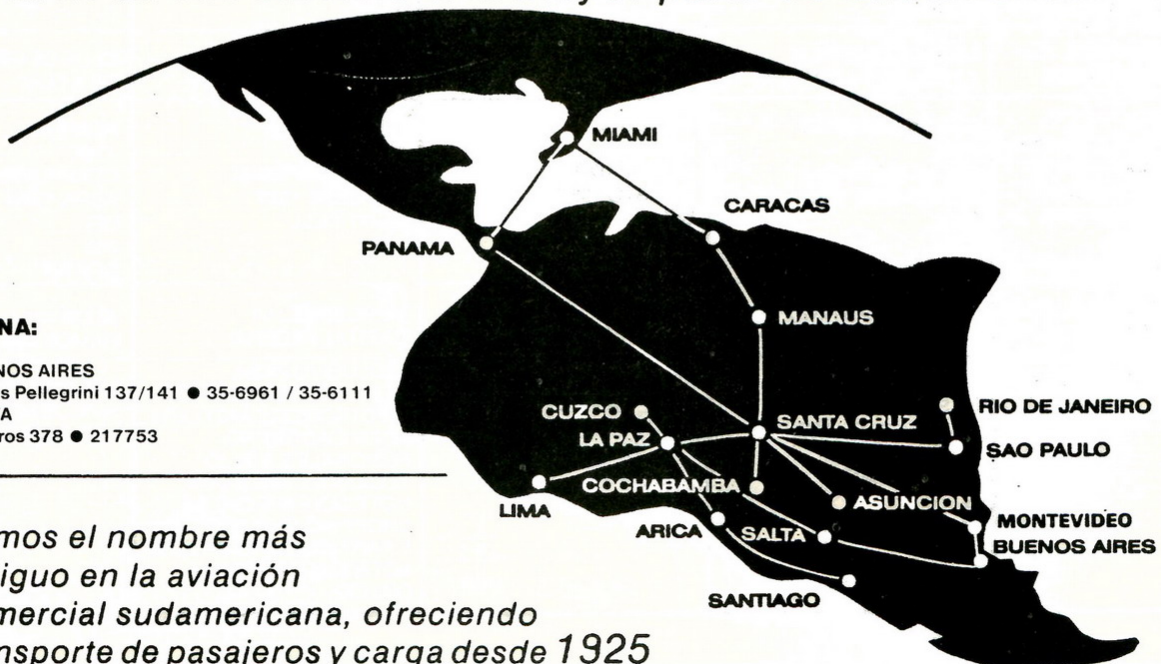 MIAMI
CARACAS
PANAMA
MANAUS
NA:
NOS AIRES
s Pellegrini 137/141 ● 35-6961 / 35-6111
A
ros 378 ● 217753
CUZCO
LA PAZ
SANTA CRUZ
RIO DE JANEIRO
SAO PAULO
COCHABAMBA
LIMA
ASUNCION
ARICA
SALTA
MONTEVIDEO
BUENOS AIRES
SANTIAGO
mos el nombre más
iguo en la aviación
mercial sudamericana, ofreciendo
nsporte de pasajeros y carga desde 1925